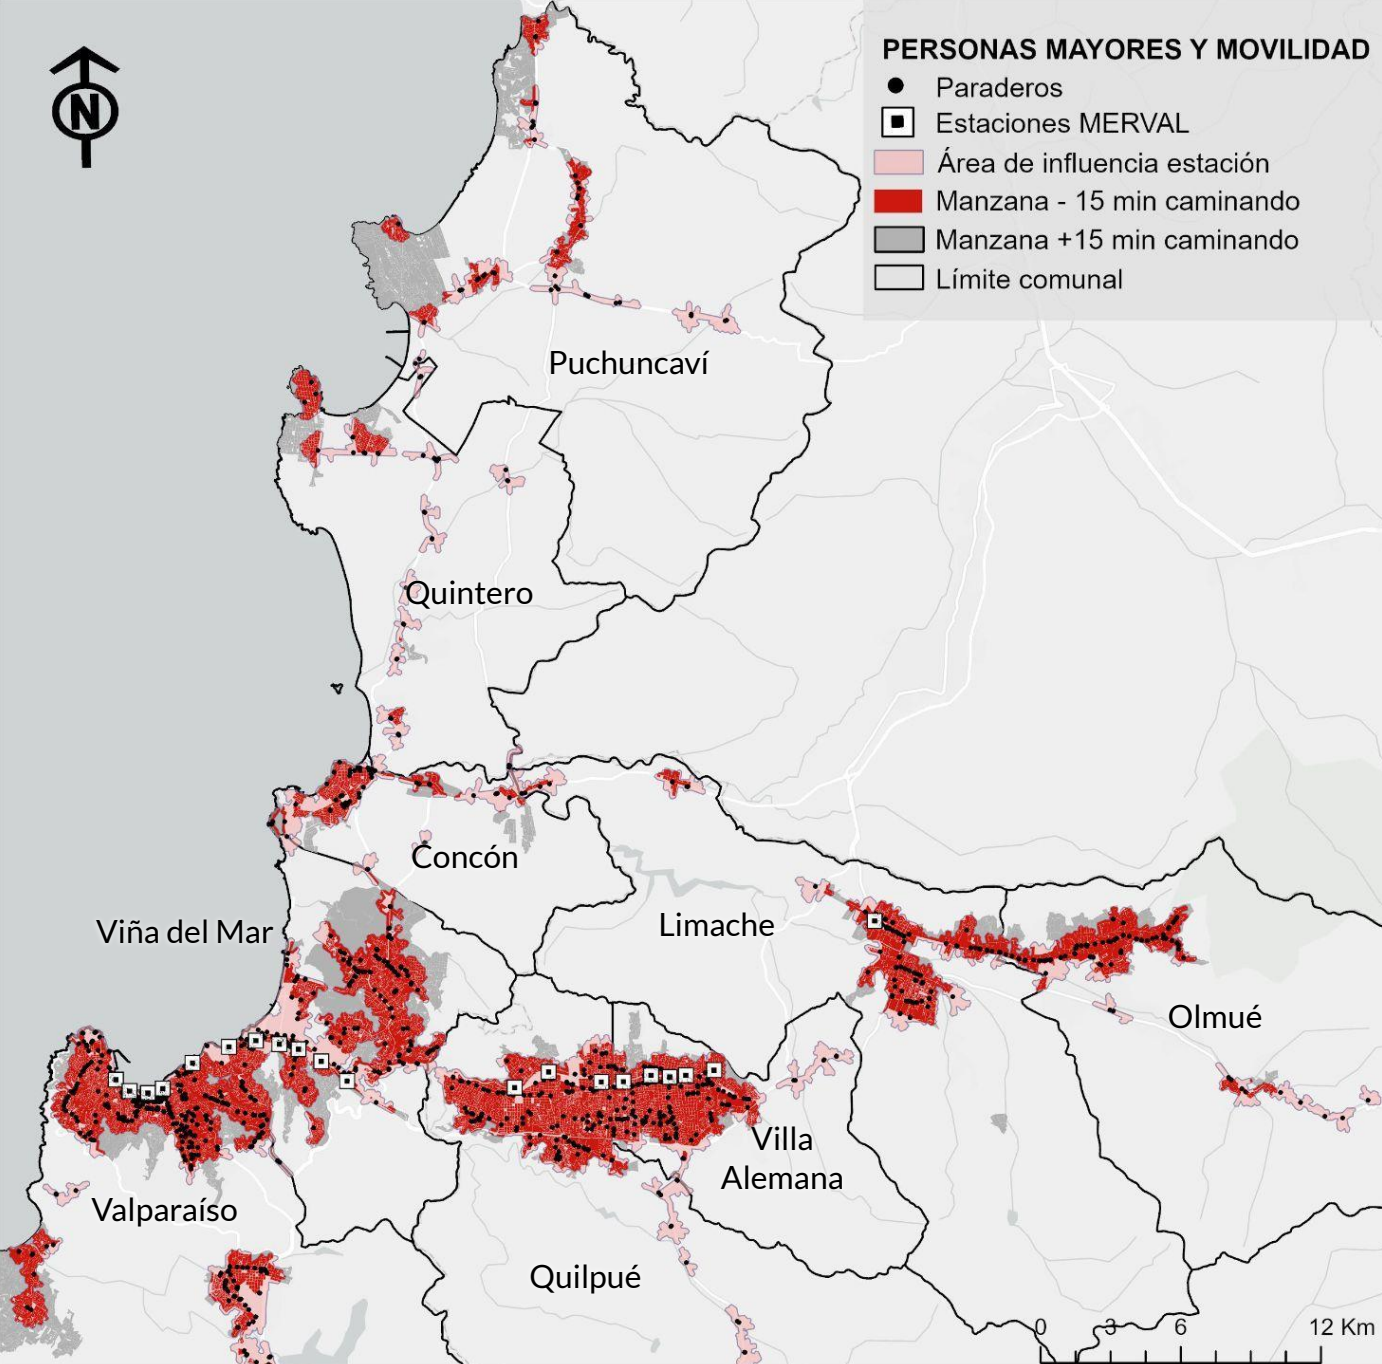 PERSONAS MAYORES Y MOVILIDAD
Paraderos
Estaciones MERVAL
Área de influencia estación
Manzana - 15 min caminando
Manzana +15 min caminando
Límite comunal
N
Puchuncaví
Quintero
Concón
Viña del Mar
Limache
Olmué
Villa
Alemana
Valparaíso
Quilpué
0 3 6 12 Km